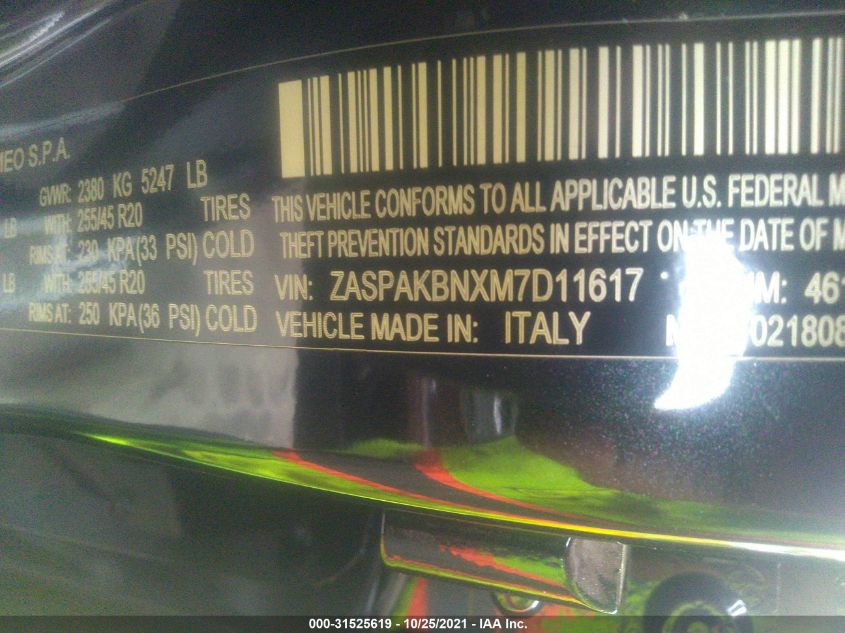 MEO S.P.A.
GVWR: 2380 KG 5247 LB
LB WITH: 255/45 R20 TIRES
RIMS AT: 230 KPA (33 PSI) COLD
LB WITH: 255/45 R20 TIRES
RIMS AT: 250 KPA (36 PSI) COLD
THIS VEHICLE CONFORMS TO ALL APPLICABLE U.S. FEDERAL M
THEFT PREVENTION STANDARDS IN EFFECT ON THE DATE OF M
VIN: ZASPAKBNXM7D11617 M: 461
VEHICLE MADE IN: ITALY 021808
000-31525619 - 10/25/2021 - IAA Inc.